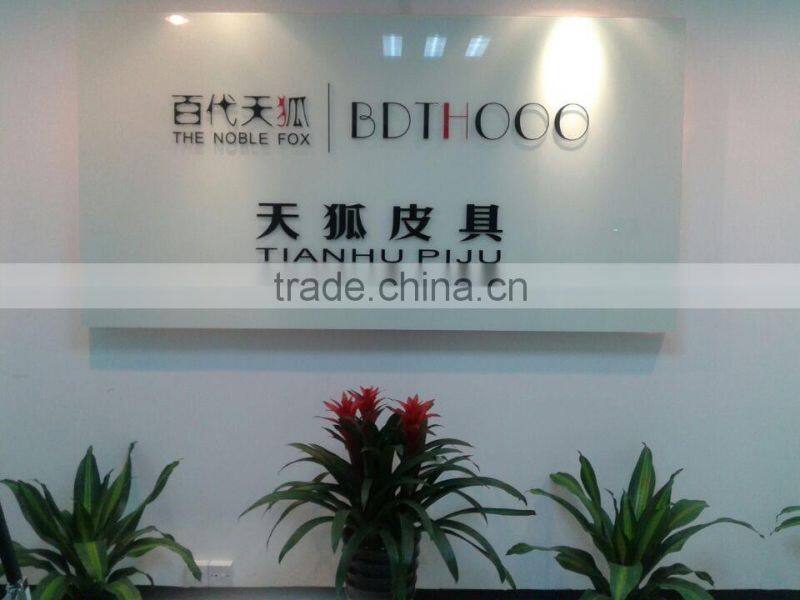 百代天狐 | BDTHOOO
THE NOBLE FOX
天狐皮具
TIANHU PIJU
trade.china.cn